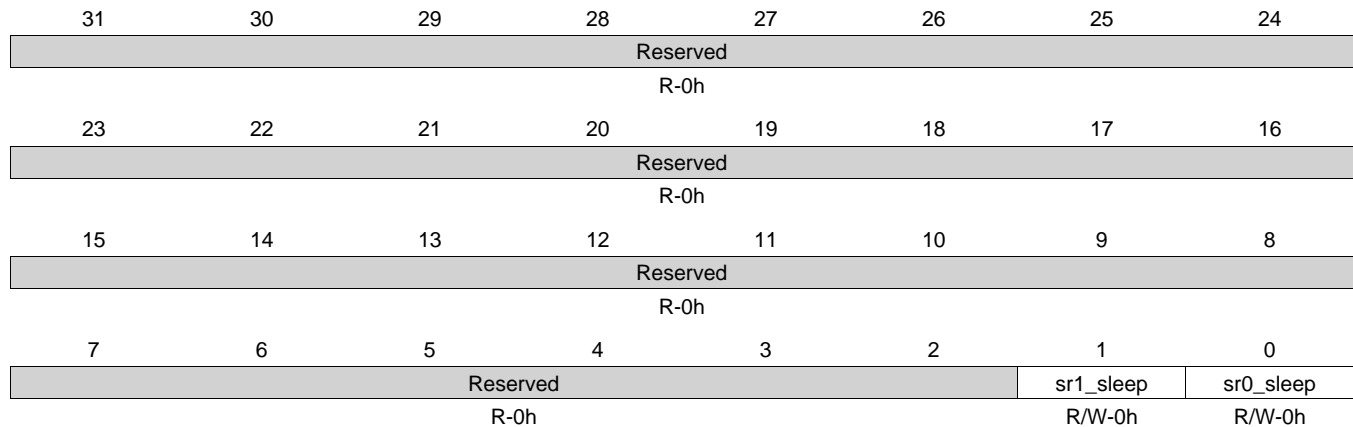 31 30 29 28 27 26 25 24
Reserved
R-0h
23 22 21 20 19 18 17 16
Reserved
R-0h
15 14 13 12 11 10 9 8
Reserved
R-0h
7 6 5 4 3 2 1 0
Reserved sr1_sleep sr0_sleep
R-0h R/W-0h R/W-0h